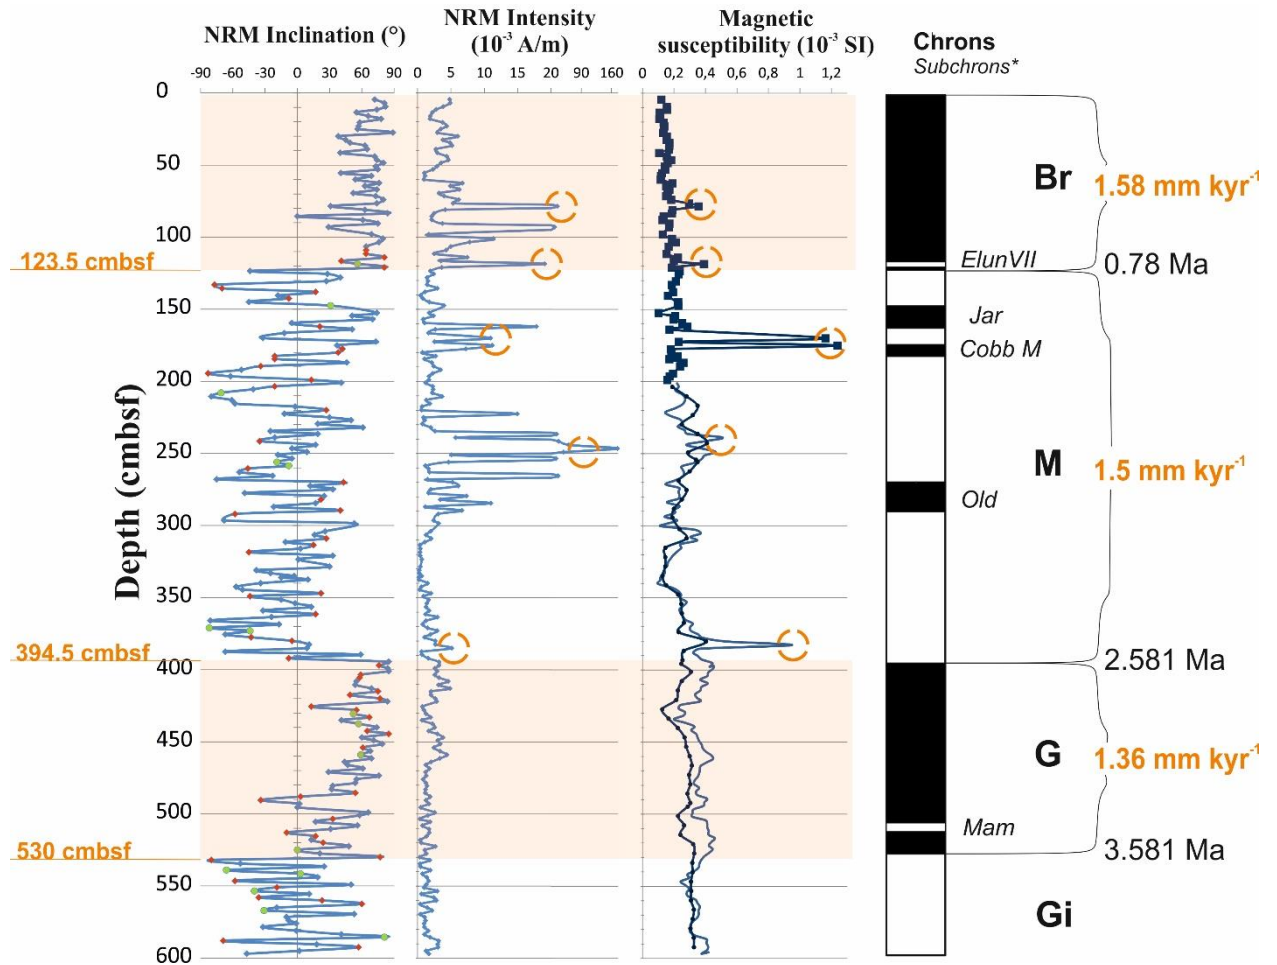 NRM Inclination (°)
-90 -60 -30 0 30 60 90
NRM Intensity
(10⁻³ A/m)
0 5 10 15 20 90 160
Magnetic
susceptibility (10⁻³ SI)
0 0,2 0,4 0,6 0,8 1 1,2
Chrons
Subchrons*
Depth (cmbsf)
0
50
100
150
200
250
300
350
400
450
500
550
600
123.5 cmbsf
394.5 cmbsf
530 cmbsf
Br
1.58 mm kyr⁻¹
ElunVII
0.78 Ma
Jar
Cobb M
M
1.5 mm kyr⁻¹
Old
2.581 Ma
G
1.36 mm kyr⁻¹
Mam
3.581 Ma
Gi